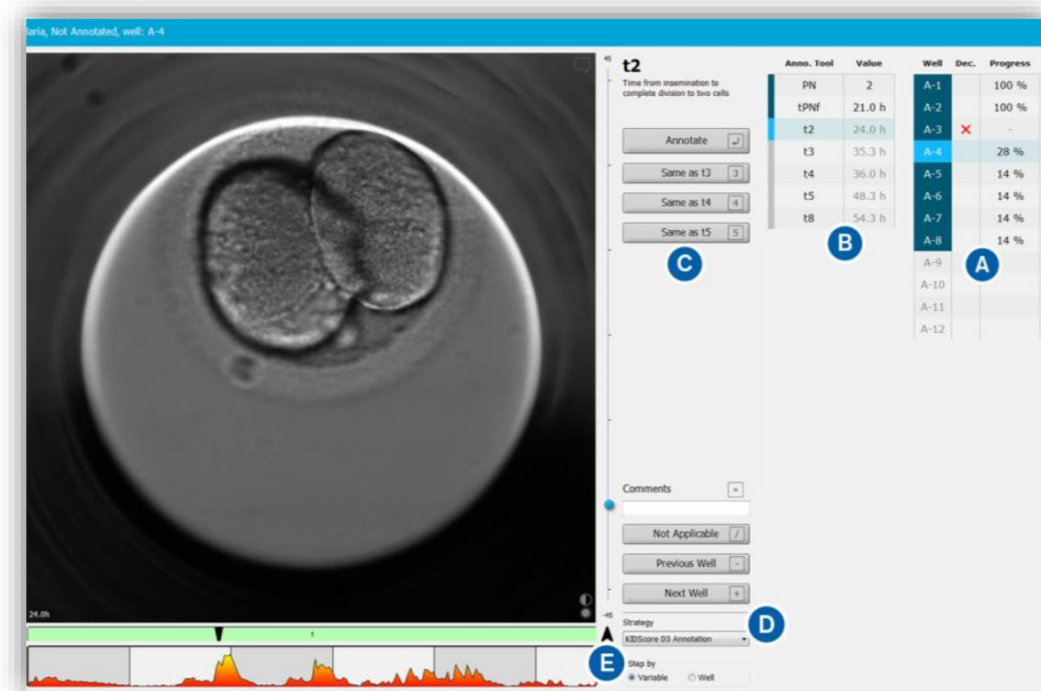 laria, Not Annotated, well: A-4
45
t2
Time from insemination to
complete division to two cells
Annotate
Same as t3 3
Same as t4 4
Same as t5 5
C
Comments *
Not Applicable /
Previous Well -
Next Well +
-45
Strategy
D
KIDScore D3 Annotation
Step by
Variable Well
24.0h
1
E
Anno. Tool Value
PN 2
tPNf 21.0 h
t2 24.0 h
t3 35.3 h
t4 36.0 h
t5 48.3 h
t8 54.3 h
B
Well Dec. Progress
A-1 100 %
A-2 100 %
A-3 -
A-4 28 %
A-5 14 %
A-6 14 %
A-7 14 %
A-8 14 %
A-9
A
A-10
A-11
A-12